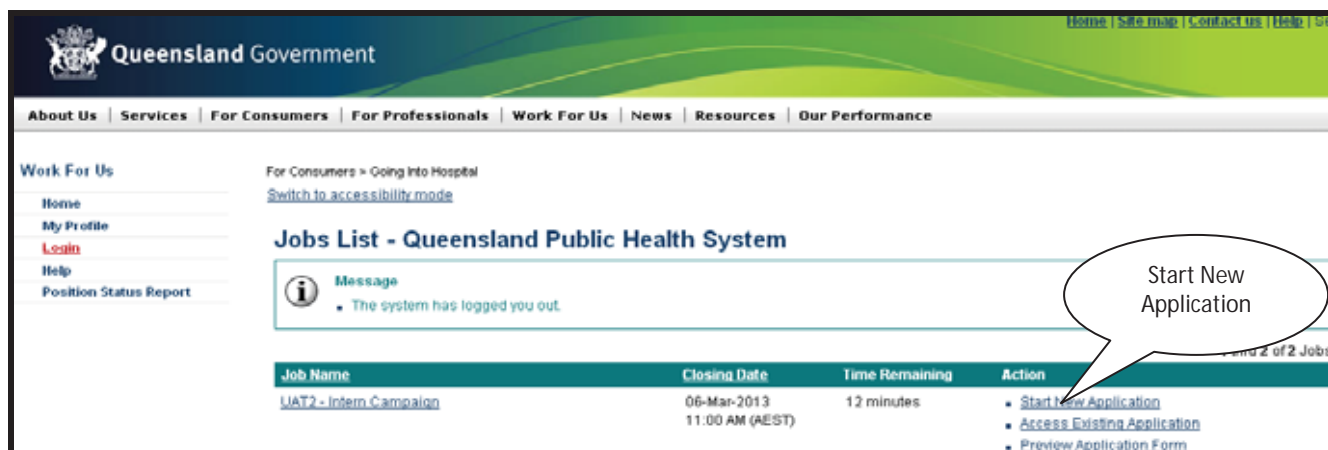 Home | Site map | Contact us | Help |
Queensland Government
About Us | Services | For Consumers | For Professionals | Work For Us | News | Resources | Our Performance
Work For Us
Home
My Profile
Login
Help
Position Status Report
For Consumers > Going Into Hospital
Switch to accessibility mode
Jobs List - Queensland Public Health System
Message
The system has logged you out.
Start New
Application
2 of 2 Jobs
Job Name Closing Date Time Remaining Action
UAT2 - Intern Campaign 06-Mar-2013 12 minutes Start New Application
11:00 AM (AEST) Access Existing Application
Preview Application Form